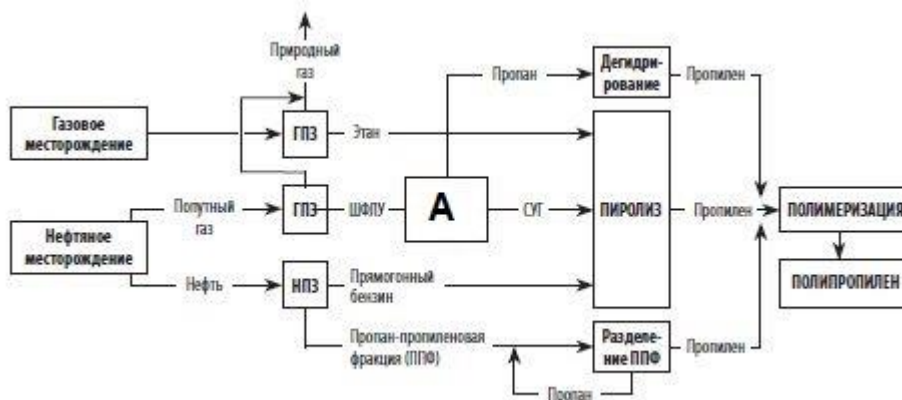 Природный
газ
Пропан
Дегидри-
рование
Пропилен
Газовое
месторождение
ГПЗ
Этан
Попутный
газ
ГПЗ
ШФЛУ
А
СУГ
ПИРОЛИЗ
Пропилен
ПОЛИМЕРИЗАЦИЯ
Нефтяное
месторождение
Нефть
НПЗ
Прямогонный
бензин
ПОЛИПРОПИЛЕН
Пропан-пропиленовая
фракция (ППФ)
Разделе-
ние ППФ
Пропилен
Пропан